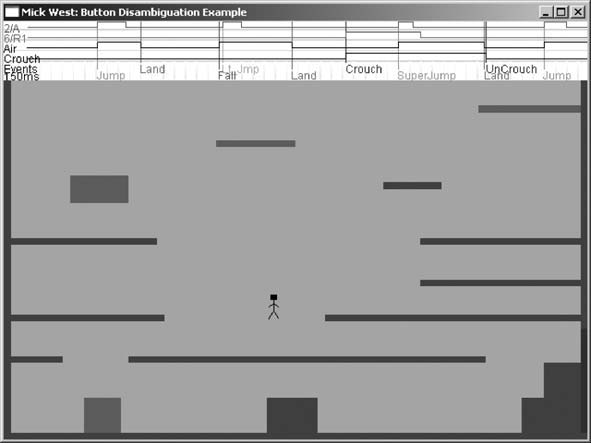 Mick West: Button Disambiguation Example
2/A
6/R1
Air
Crouch
Events Land Lt Jmp Crouch UnCrouch
150ms Jump Fall Land SuperJump Land Jump